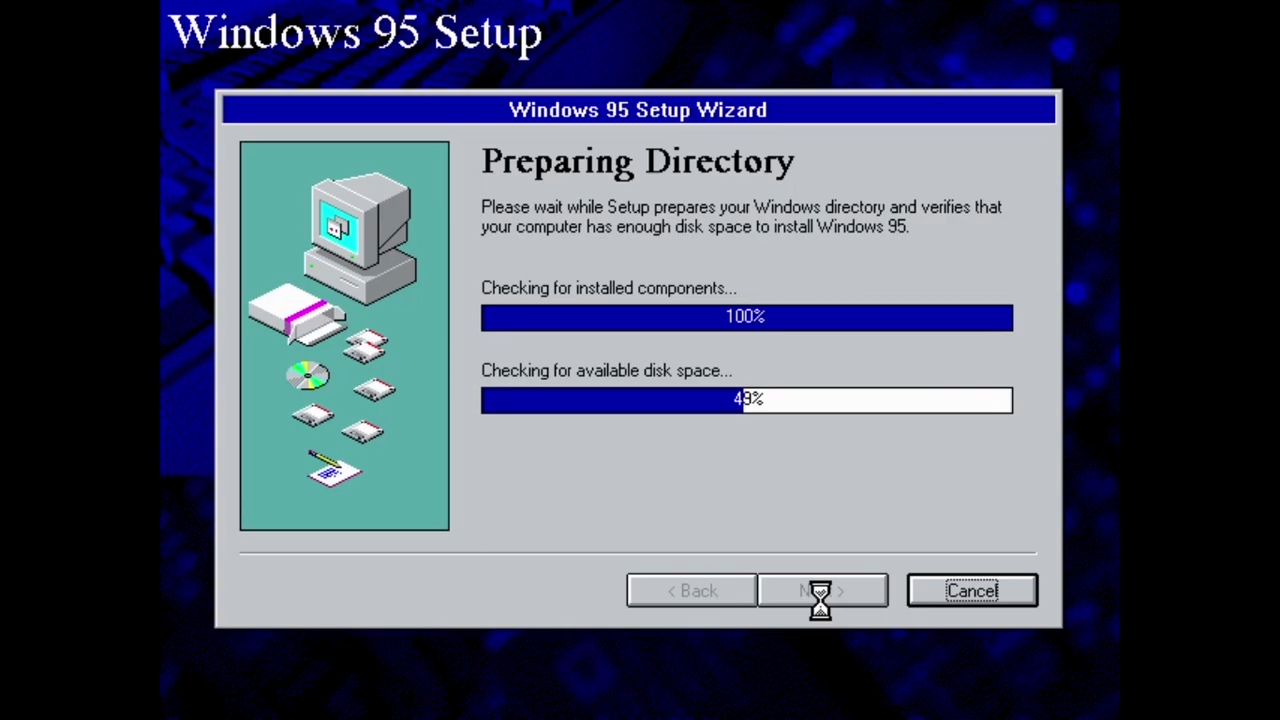 Windows 95 Setup
Windows 95 Setup Wizard
Preparing Directory
Please wait while Setup prepares your Windows directory and verifies that
your computer has enough disk space to install Windows 95.
Checking for installed components...
100%
Checking for available disk space...
49%
< Back
Cancel